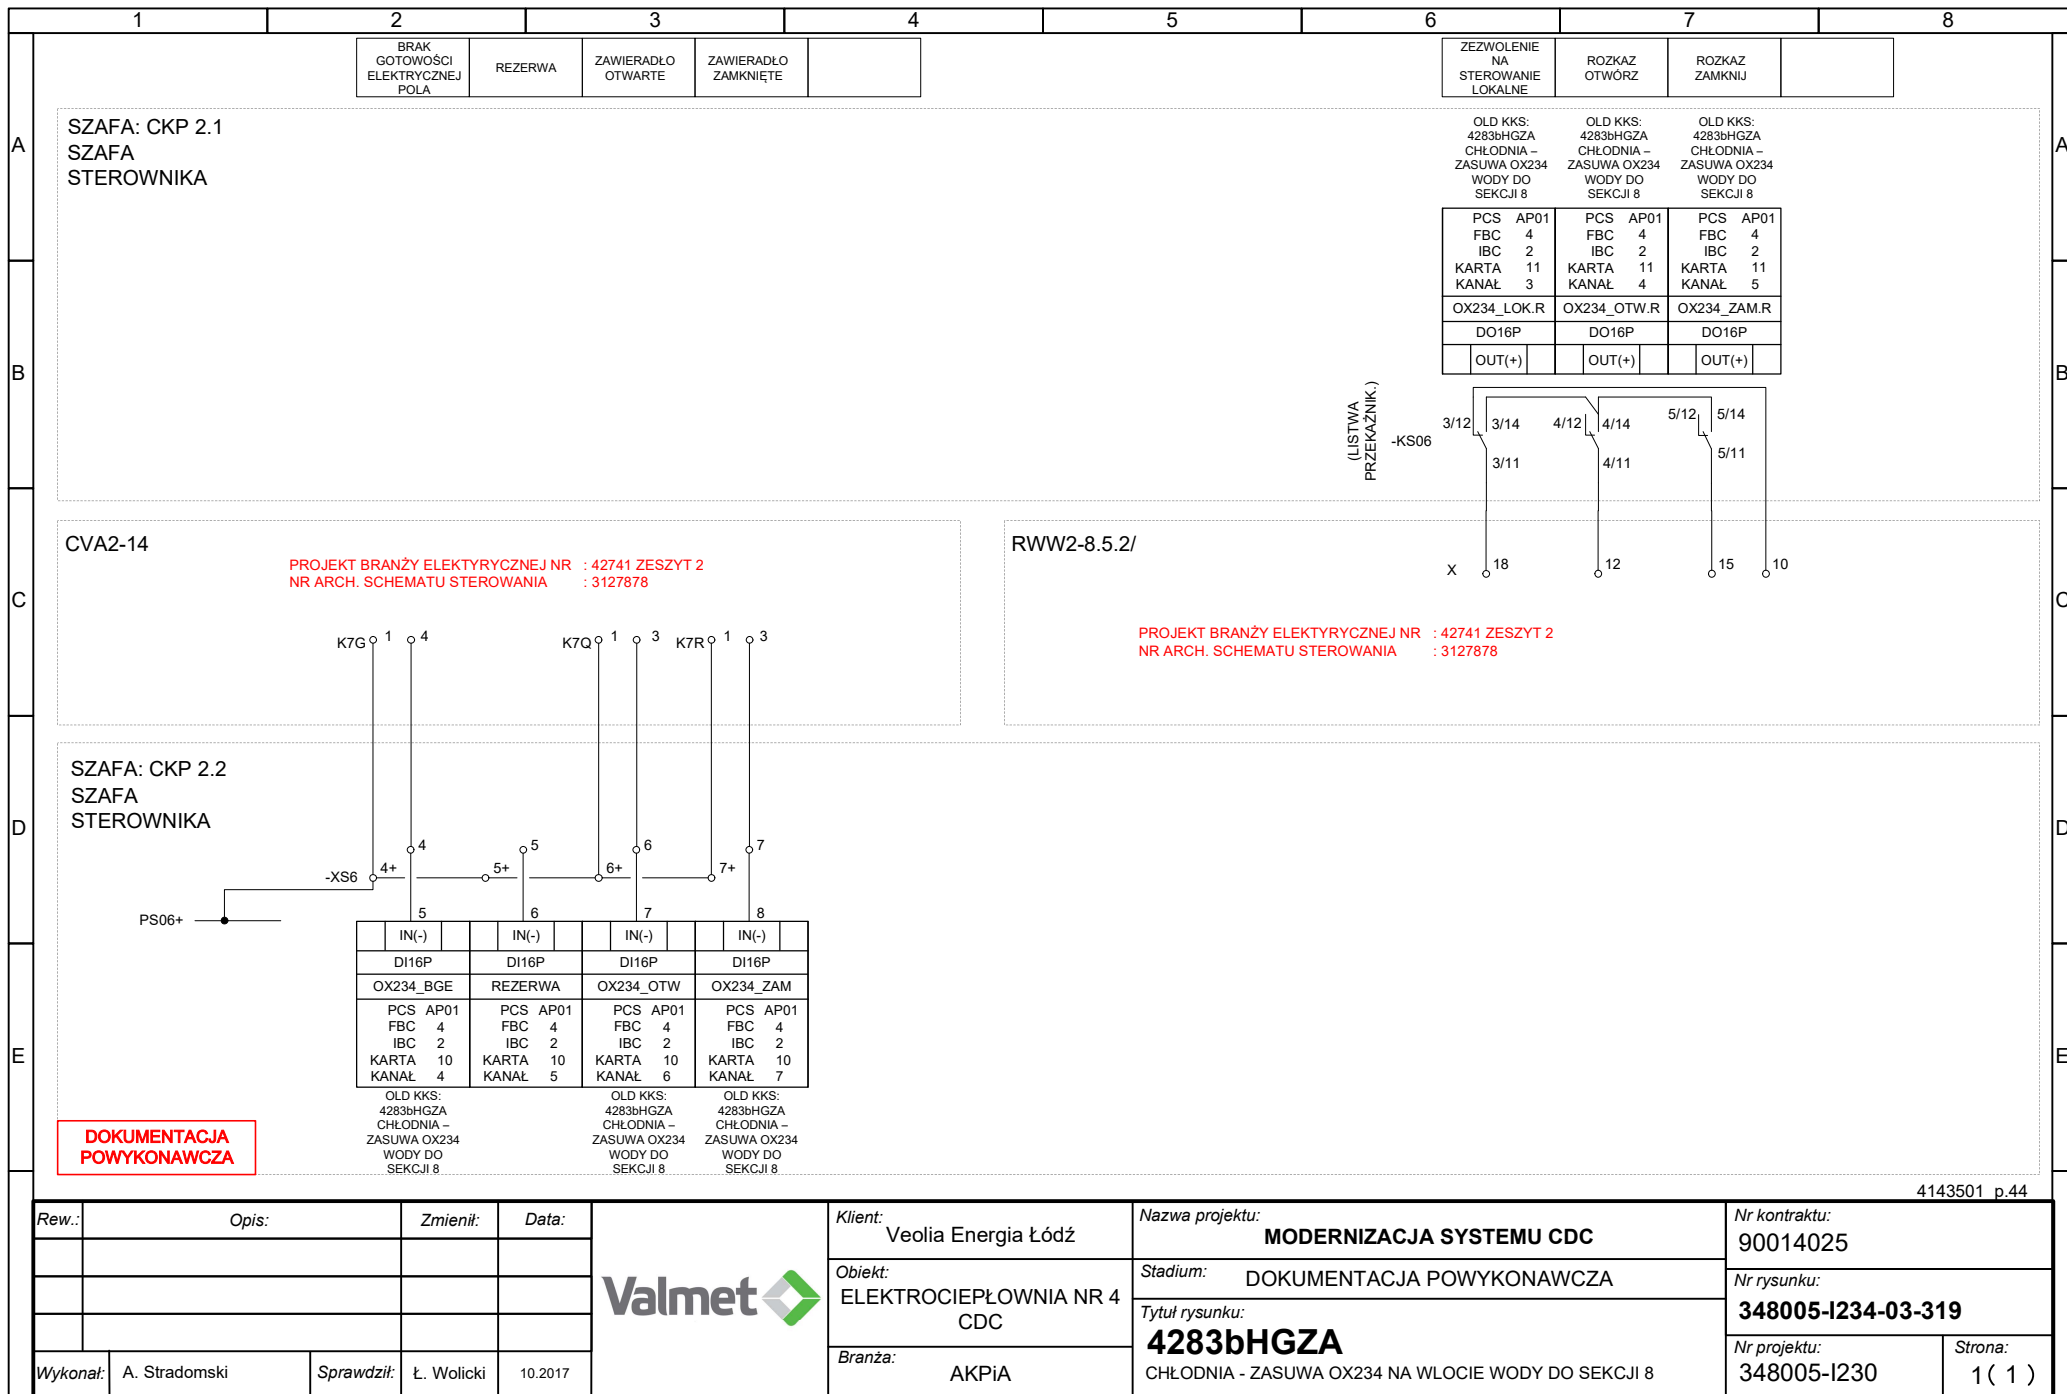 1 2 3 4 5 6 7 8
BRAK
GOTOWOŚCI
ELEKTRYCZNEJ
POLA
REZERWA
ZAWIERADŁO
OTWARTE
ZAWIERADŁO
ZAMKNIĘTE
ZEZWOLENIE
NA
STEROWANIE
LOKALNE
ROZKAZ
OTWÓRZ
ROZKAZ
ZAMKNIJ
A
A
SZAFA: CKP 2.1
SZAFA
STEROWNIKA
OLD KKS:
4283bHGZA
CHŁODNIA –
ZASUWA OX234
WODY DO
SEKCJI 8
OLD KKS:
4283bHGZA
CHŁODNIA –
ZASUWA OX234
WODY DO
SEKCJI 8
OLD KKS:
4283bHGZA
CHŁODNIA –
ZASUWA OX234
WODY DO
SEKCJI 8
PCS AP01
FBC 4
IBC 2
KARTA 11
KANAŁ 3
OX234_LOK.R
DO16P
OUT(+)
PCS AP01
FBC 4
IBC 2
KARTA 11
KANAŁ 4
OX234_OTW.R
DO16P
OUT(+)
PCS AP01
FBC 4
IBC 2
KARTA 11
KANAŁ 5
OX234_ZAM.R
DO16P
OUT(+)
B
B
(LISTWA
PRZEKAŹNIK.)
-KS06
3/12 3/14
3/11
4/12 4/14
4/11
5/12 5/14
5/11
CVA2-14
PROJEKT BRANŻY ELEKTYRYCZNEJ NR : 42741 ZESZYT 2
NR ARCH. SCHEMATU STEROWANIA : 3127878
RWW2-8.5.2/
X 18 12 15 10
PROJEKT BRANŻY ELEKTYRYCZNEJ NR : 42741 ZESZYT 2
NR ARCH. SCHEMATU STEROWANIA : 3127878
C
C
K7G 1 4
K7Q 1 3
K7R 1 3
SZAFA: CKP 2.2
SZAFA
STEROWNIKA
D
D
4 5 6 7
-XS6 4+ 5+ 6+ 7+
PS06+
5 6 7 8
IN(-)
DI16P
OX234_BGE
PCS AP01
FBC 4
IBC 2
KARTA 10
KANAŁ 4
IN(-)
DI16P
REZERWA
PCS AP01
FBC 4
IBC 2
KARTA 10
KANAŁ 5
IN(-)
DI16P
OX234_OTW
PCS AP01
FBC 4
IBC 2
KARTA 10
KANAŁ 6
IN(-)
DI16P
OX234_ZAM
PCS AP01
FBC 4
IBC 2
KARTA 10
KANAŁ 7
E
E
OLD KKS:
4283bHGZA
CHŁODNIA –
ZASUWA OX234
WODY DO
SEKCJI 8
OLD KKS:
4283bHGZA
CHŁODNIA –
ZASUWA OX234
WODY DO
SEKCJI 8
OLD KKS:
4283bHGZA
CHŁODNIA –
ZASUWA OX234
WODY DO
SEKCJI 8
DOKUMENTACJA
POWYKONAWCZA
4143501 p.44
Rew.: Opis: Zmienił: Data:
Wykonał: A. Stradomski Sprawdził: Ł. Wolicki 10.2017
Valmet
Klient:
Veolia Energia Łódź
Obiekt:
ELEKTROCIEPŁOWNIA NR 4
CDC
Branża:
AKPiA
Nazwa projektu:
MODERNIZACJA SYSTEMU CDC
Stadium: DOKUMENTACJA POWYKONAWCZA
Tytuł rysunku:
4283bHGZA
CHŁODNIA - ZASUWA OX234 NA WLOCIE WODY DO SEKCJI 8
Nr kontraktu:
90014025
Nr rysunku:
348005-I234-03-319
Nr projektu:
348005-I230
Strona:
1( 1 )